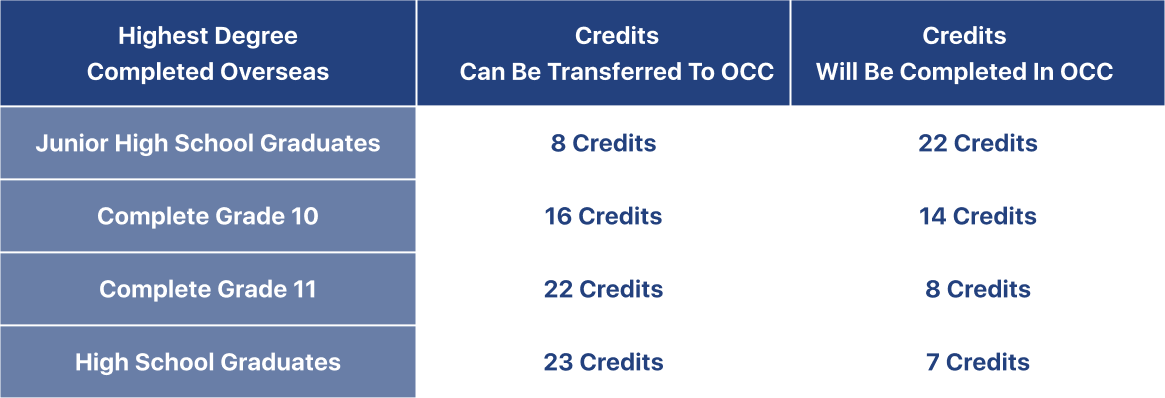 Highest Degree
Completed Overseas
Credits
Can Be Transferred To OCC
Credits
Will Be Completed In OCC
Junior High School Graduates
8 Credits
22 Credits
Complete Grade 10
16 Credits
14 Credits
Complete Grade 11
22 Credits
8 Credits
High School Graduates
23 Credits
7 Credits